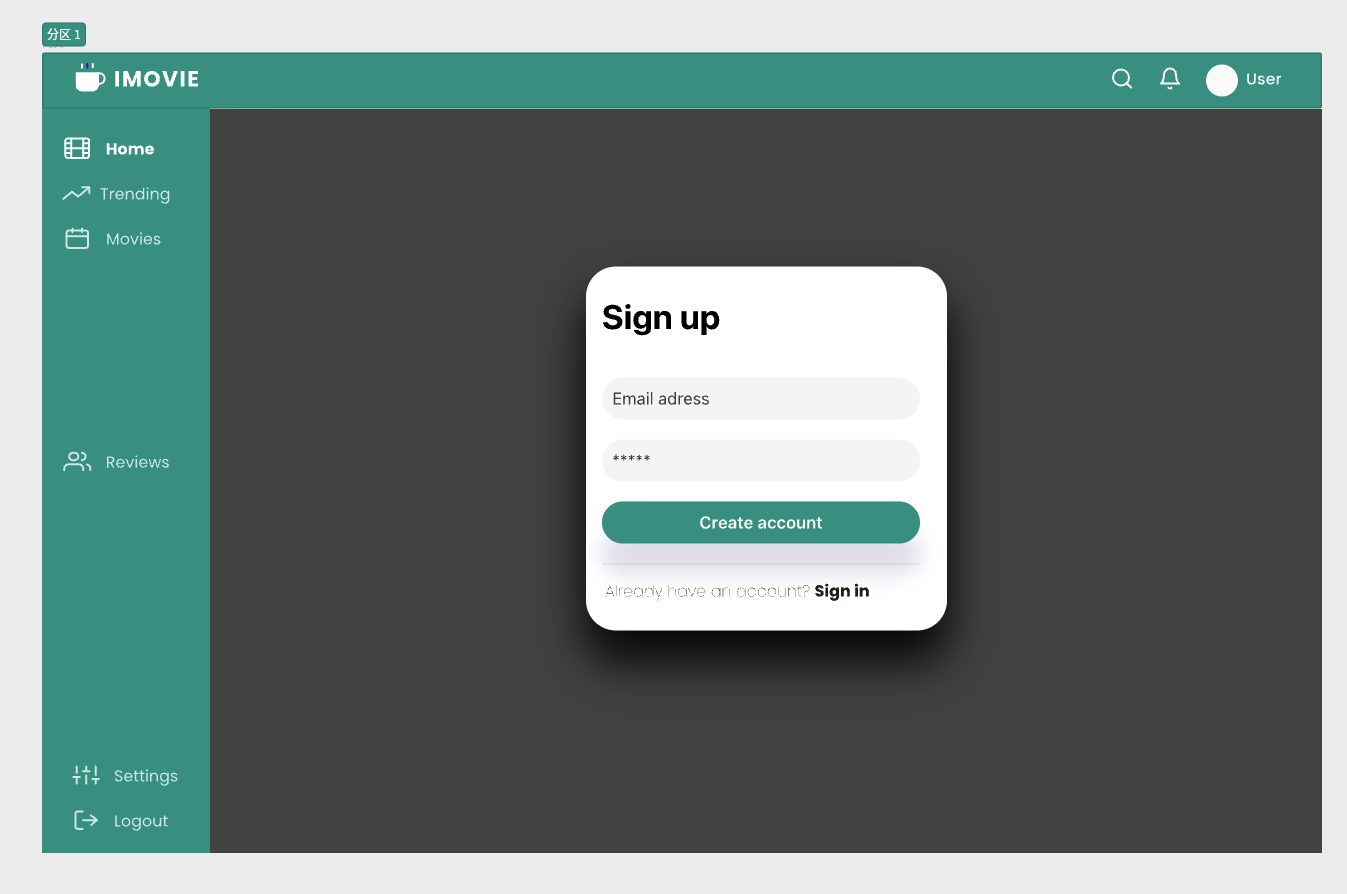 分区 1
IMOVIE
User
Home
Trending
Movies
Reviews
Settings
Logout
Sign up
Email adress
*****
Create account
Already have an account? Sign in